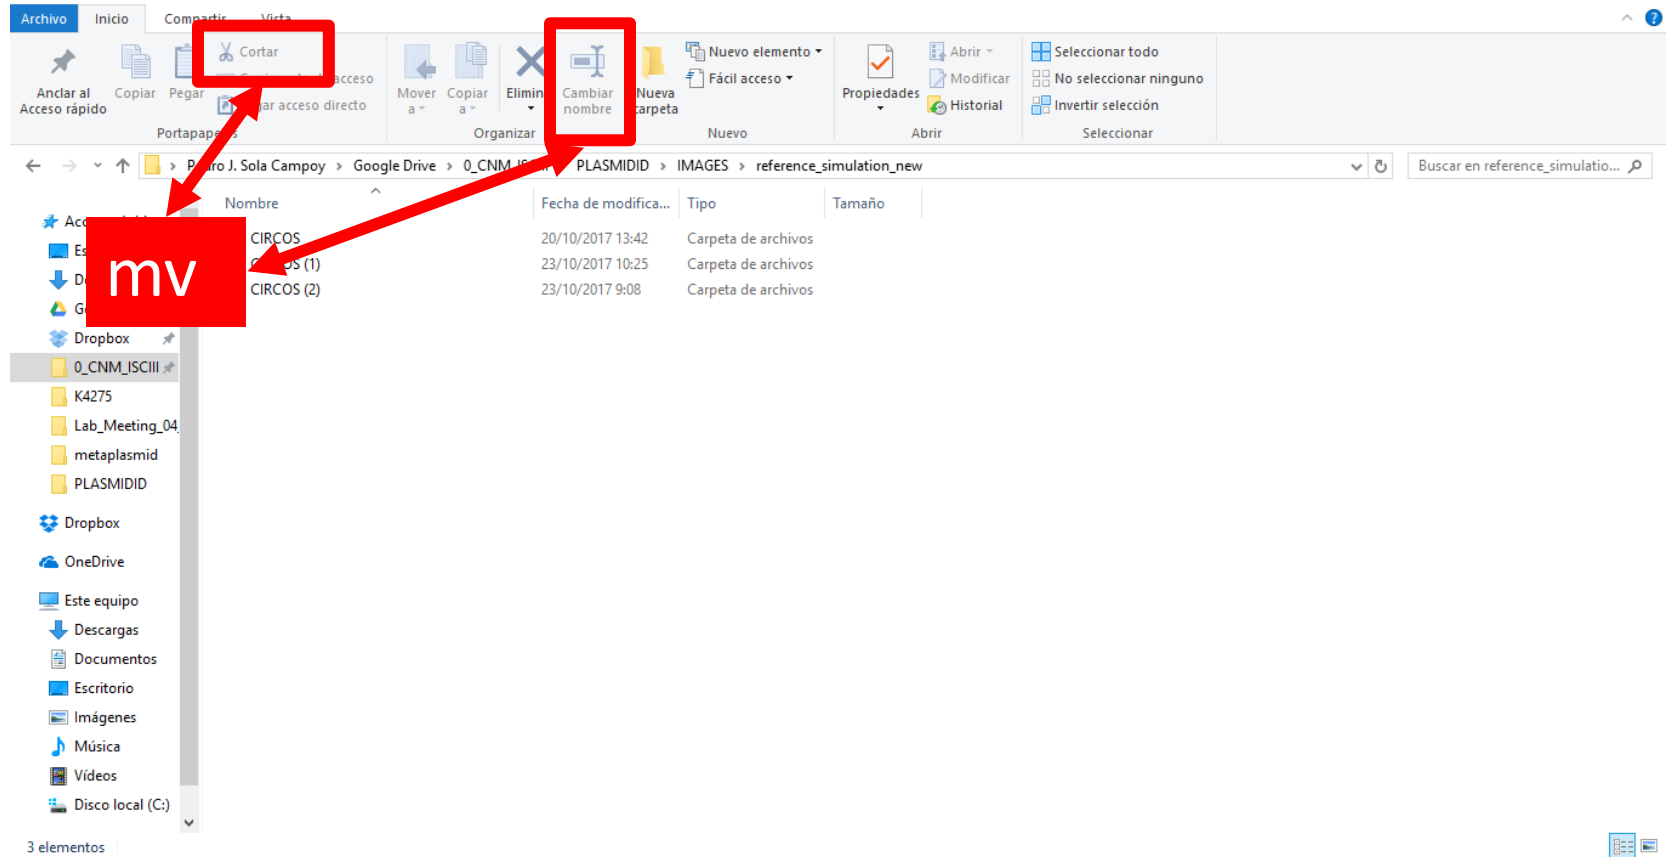 Archivo Inicio Compartir Vista
Cortar
acceso
acceso directo
Anclar al
Acceso rápido
Copiar
Pegar
Mover
a
Copiar
a
Cambiar
nombre
Nueva
Nuevo elemento
Fácil acceso
Propiedades
Abrir
Modificar
Historial
Seleccionar todo
No seleccionar ninguno
Invertir selección
Organizar
Nuevo
Abrir
Seleccionar
J. Sola Campoy > Google Drive > PLASMIDID > IMAGES > reference_simulation_new
Buscar en reference_simulatio...
Nombre Fecha de modifica... Tipo Tamaño
CIRCOS 20/10/2017 13:42 Carpeta de archivos
(1) 23/10/2017 10:25 Carpeta de archivos
CIRCOS (2) 23/10/2017 9:08 Carpeta de archivos
mv
Dropbox
0_CNM_ISCIII
K4275
Lab_Meeting_04
metaplasmid
PLASMIDID
Dropbox
OneDrive
Este equipo
Descargas
Documentos
Escritorio
Imágenes
Música
Vídeos
Disco local (C:)
3 elementos